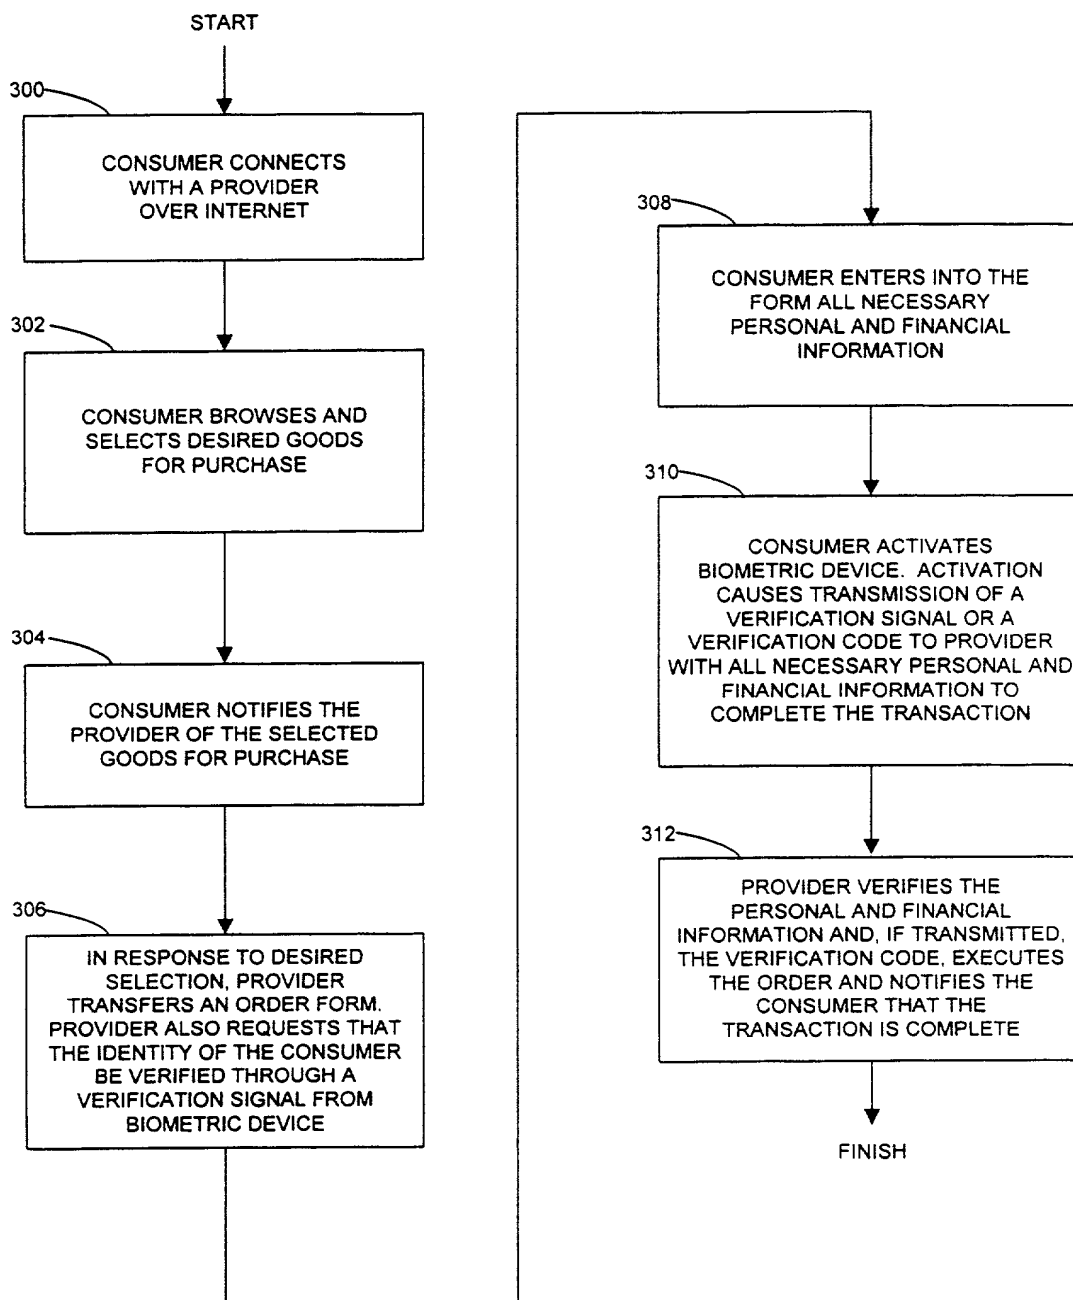 START
300
CONSUMER CONNECTS
WITH A PROVIDER
OVER INTERNET
302
CONSUMER BROWSES AND
SELECTS DESIRED GOODS
FOR PURCHASE
304
CONSUMER NOTIFIES THE
PROVIDER OF THE SELECTED
GOODS FOR PURCHASE
306
IN RESPONSE TO DESIRED
SELECTION, PROVIDER
TRANSFERS AN ORDER FORM.
PROVIDER ALSO REQUESTS THAT
THE IDENTITY OF THE CONSUMER
BE VERIFIED THROUGH A
VERIFICATION SIGNAL FROM
BIOMETRIC DEVICE
308
CONSUMER ENTERS INTO THE
FORM ALL NECESSARY
PERSONAL AND FINANCIAL
INFORMATION
310
CONSUMER ACTIVATES
BIOMETRIC DEVICE. ACTIVATION
CAUSES TRANSMISSION OF A
VERIFICATION SIGNAL OR A
VERIFICATION CODE TO PROVIDER
WITH ALL NECESSARY PERSONAL AND
FINANCIAL INFORMATION TO
COMPLETE THE TRANSACTION
312
PROVIDER VERIFIES THE
PERSONAL AND FINANCIAL
INFORMATION AND, IF TRANSMITTED,
THE VERIFICATION CODE, EXECUTES
THE ORDER AND NOTIFIES THE
CONSUMER THAT THE
TRANSACTION IS COMPLETE
FINISH